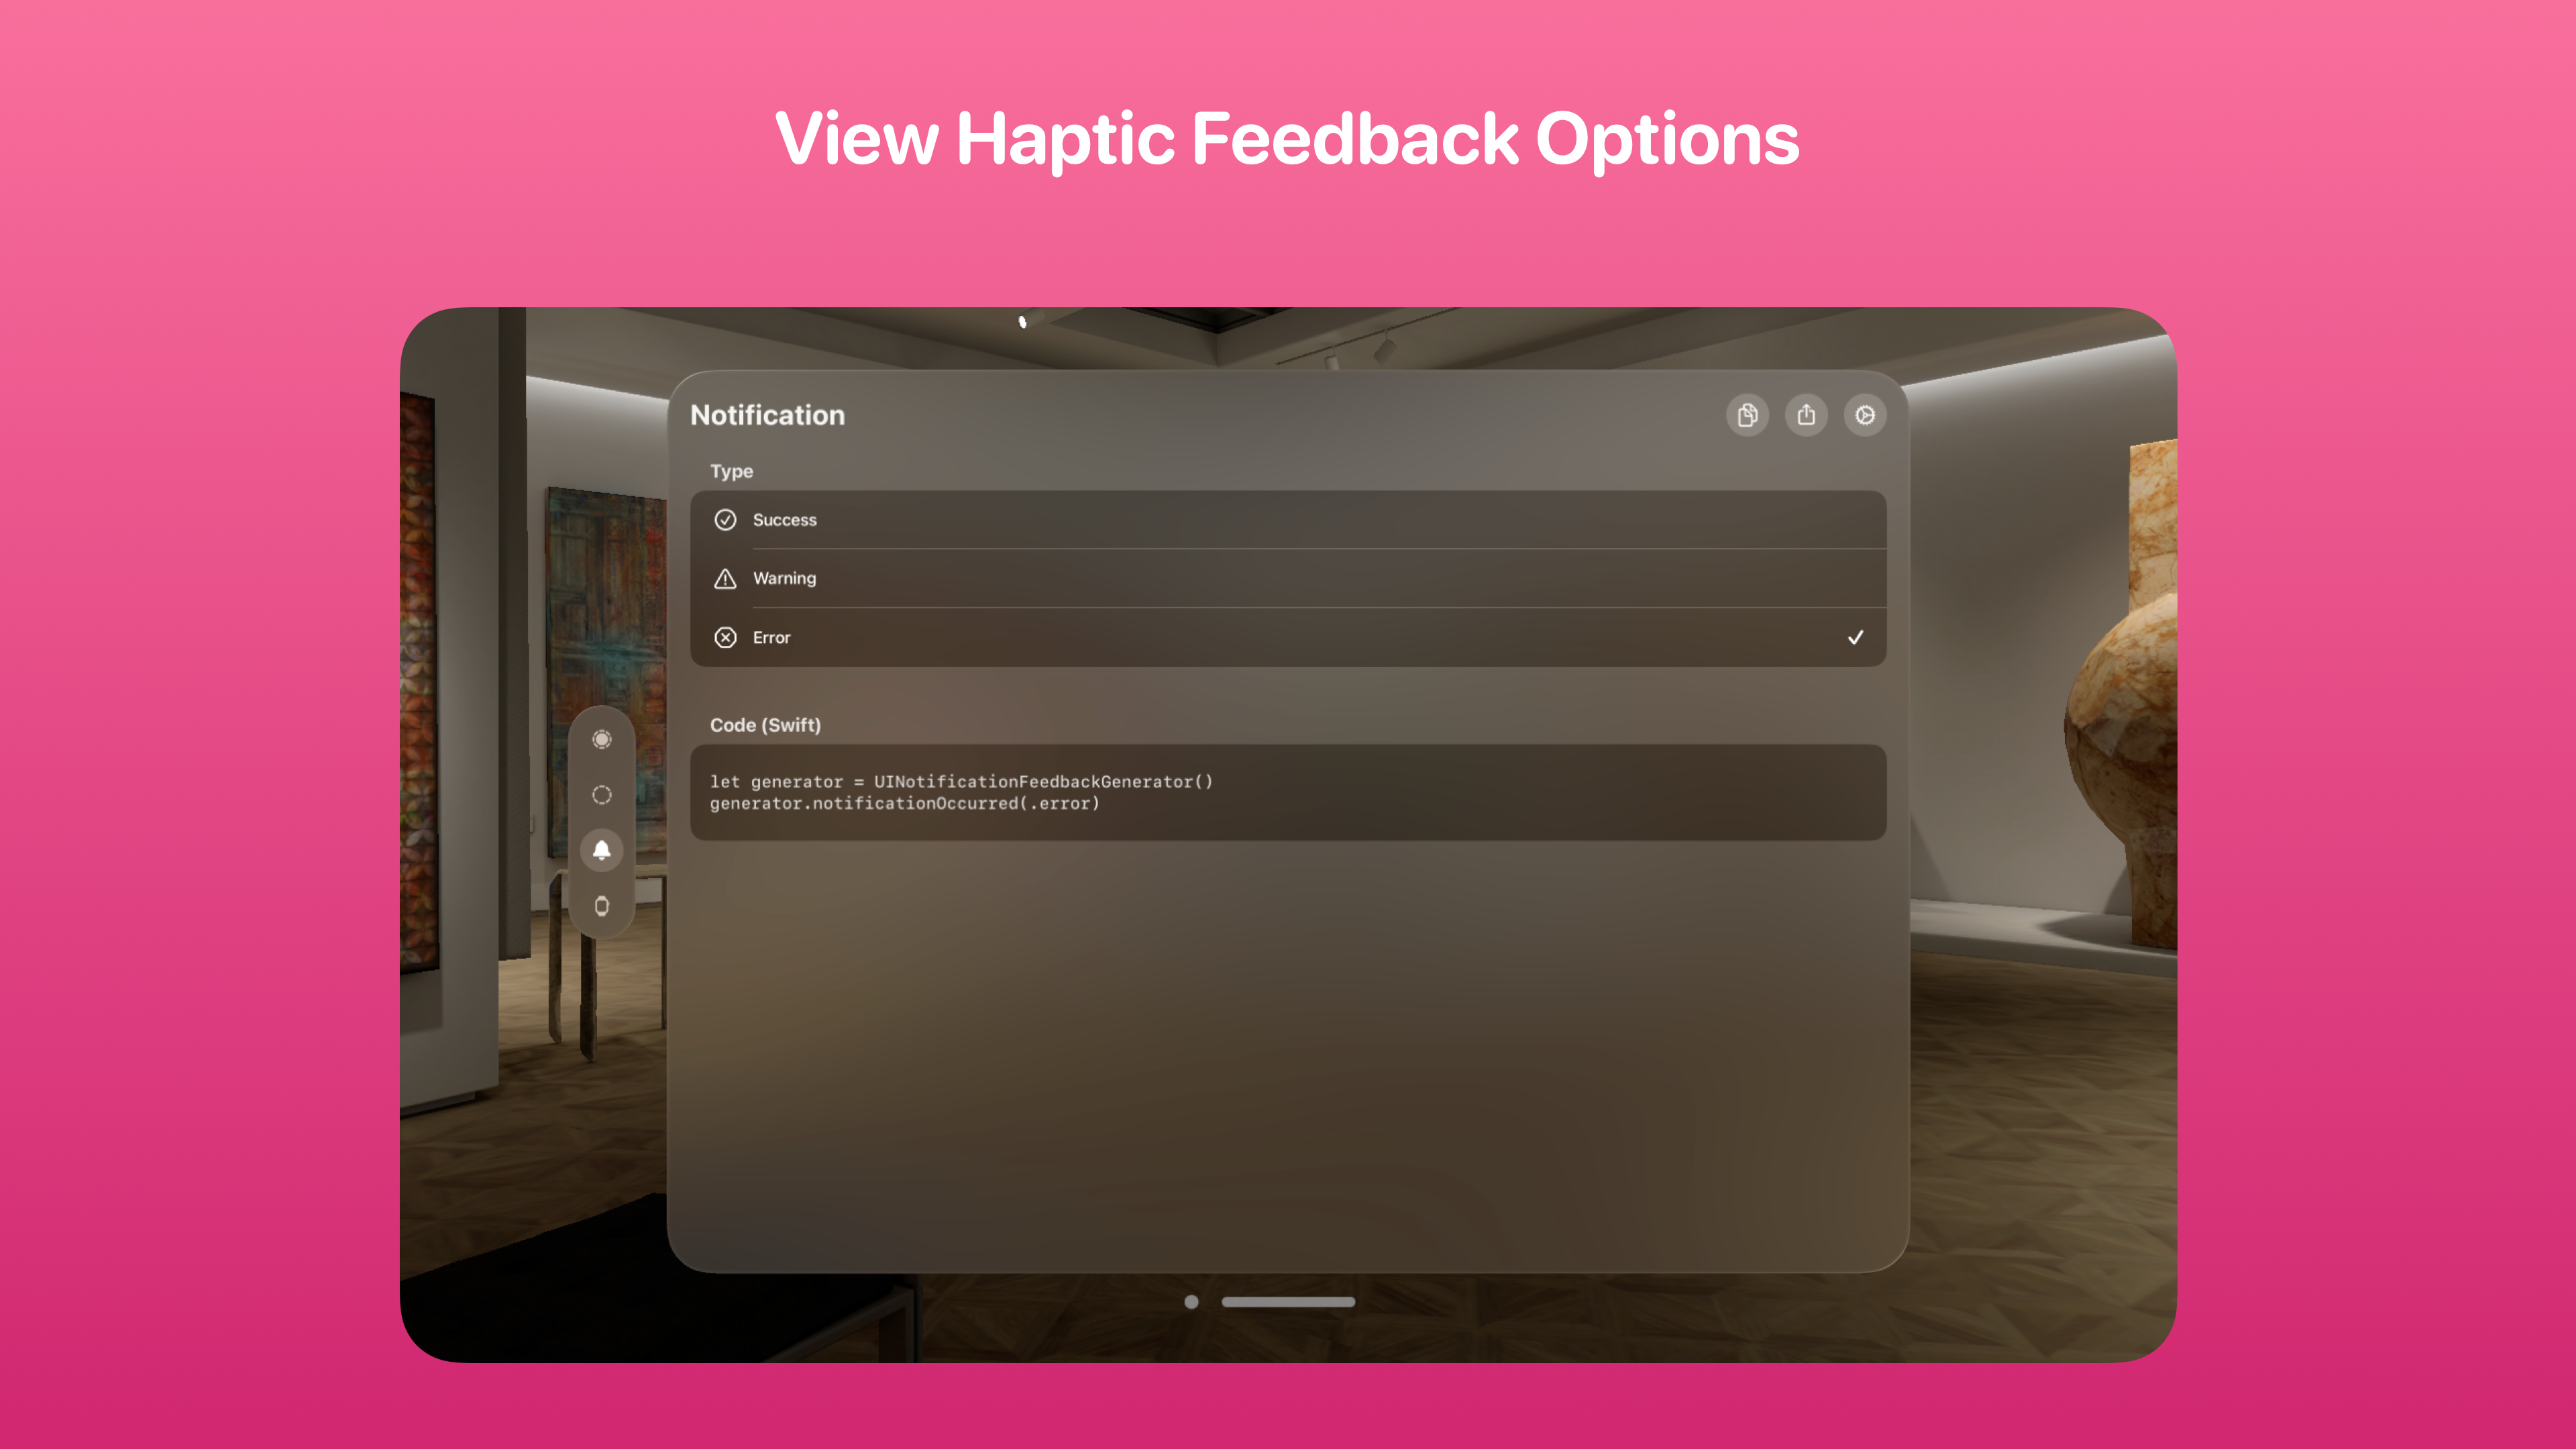 View Haptic Feedback Options
Notification
Type
Success
Warning
Error
Code (Swift)
let generator = UINotificationFeedbackGenerator()
generator.notificationOccurred(.error)